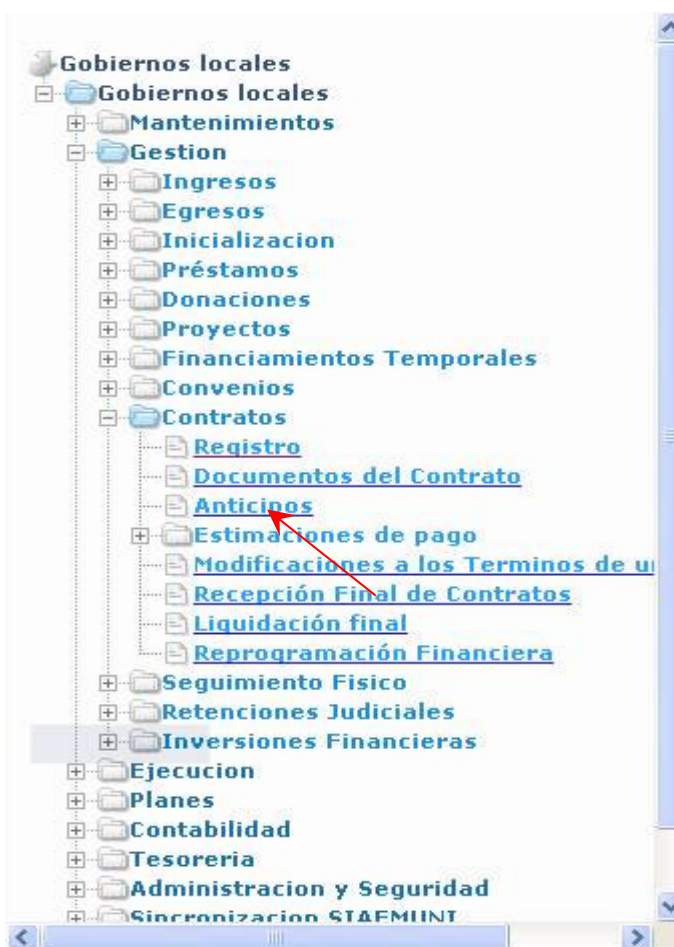 Gobiernos locales
Gobiernos locales
Mantenimientos
Gestion
Ingresos
Egresos
Inicializacion
Préstamos
Donaciones
Proyectos
Financiamientos Temporales
Convenios
Contratos
Registro
Documentos del Contrato
Anticipos
Estimaciones de pago
Modificaciones a los Terminos de
Recepción Final de Contratos
Liquidación final
Reprogramación Financiera
Seguimiento Fisico
Retenciones Judiciales
Inversiones Financieras
Ejecucion
Planes
Contabilidad
Tesoreria
Administracion y Seguridad
Sincronizacion SIAFMUNI